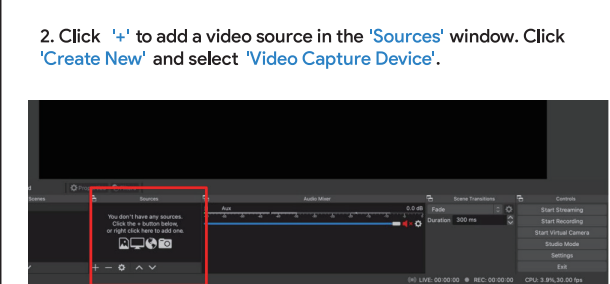 2. Click '+' to add a video source in the 'Sources' window. Click
'Create New' and select 'Video Capture Device'.
Scenes
Sources
Audio Mixer
Scene Transitions
Controls
You don't have any sources.
Click the + button below,
or right click here to add one.
Aux
0.0 dB
Fade
Duration 300 ms
Start Streaming
Start Recording
Start Virtual Camera
Studio Mode
Settings
Exit
LIVE: 00:00:00
REC: 00:00:00
CPU: 3.9%, 30.00 fps